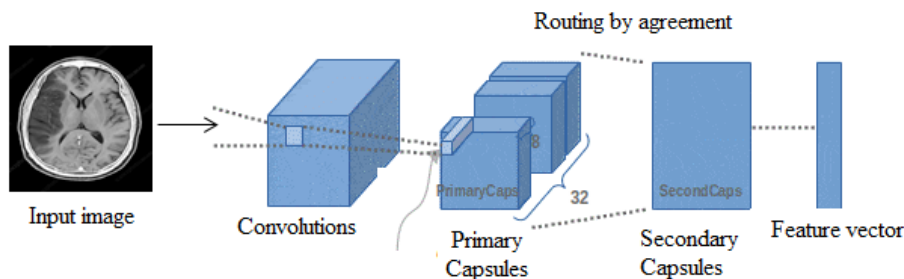 Routing by agreement
8
PrimaryCaps
32
SecondCaps
Input image
Convolutions
Primary
Capsules
Secondary
Capsules
Feature vector